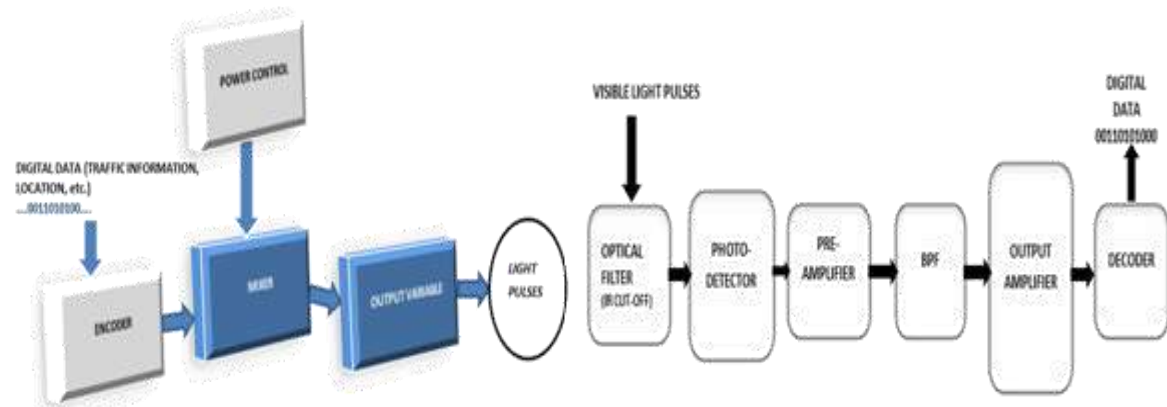 POWER CONTROL
DIGITAL DATA (TRAFFIC INFORMATION,
LOCATION, etc.)
....0011010100....
ENCODER
MIXER
OUTPUT VARIABLE
LIGHT
PULSES
VISIBLE LIGHT PULSES
OPTICAL
FILTER
(IR CUT-OFF)
PHOTO-
DETECTOR
PRE-
AMPLIFIER
BPF
OUTPUT
AMPLIFIER
DECODER
DIGITAL
DATA
00110101000